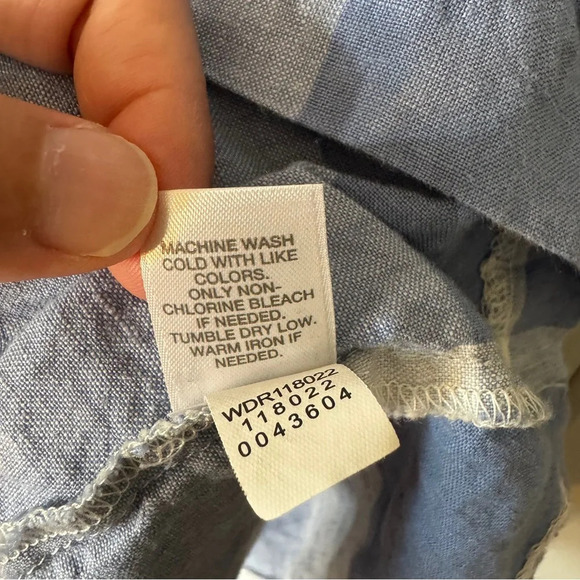 MACHINE WASH
COLD WITH LIKE
COLORS.
ONLY NON-
CHLORINE BLEACH
IF NEEDED.
TUMBLE DRY LOW.
WARM IRON IF
NEEDED.
WDR118022
118022
0043604